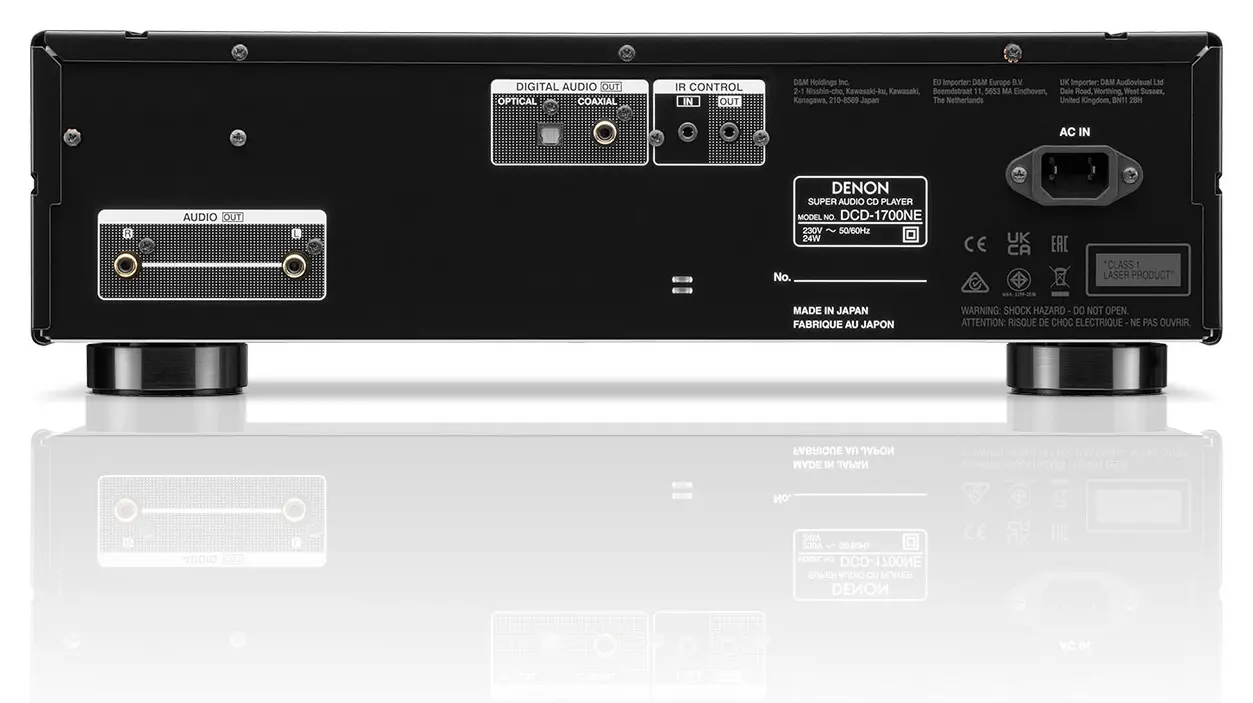 DIGITAL AUDIO OUT
OPTICAL COAXIAL
IR CONTROL
IN OUT
D&M Holdings Inc.
2-1 Nisshin-cho, Kawasaki-ku, Kawasaki,
Kanagawa, 210-8569 Japan
EU Importer: D&M Europe B.V.
Beemdstraat 11, 5653 MA Eindhoven,
The Netherlands
UK Importer: D&M Audiovisual Ltd
Dale Road, Worthing, West Sussex,
United Kingdom, BN11 2BH
AC IN
DENON
SUPER AUDIO CD PLAYER
MODEL NO. DCD-1700NE
230V ~ 50/60Hz
24W
AUDIO OUT
R L
No.
MADE IN JAPAN
FABRIQUE AU JAPON
CE UK CA EAC
"CLASS 1
LASER PRODUCT"
WARNING: SHOCK HAZARD - DO NOT OPEN.
ATTENTION: RISQUE DE CHOC ELECTRIQUE - NE PAS OUVRIR.